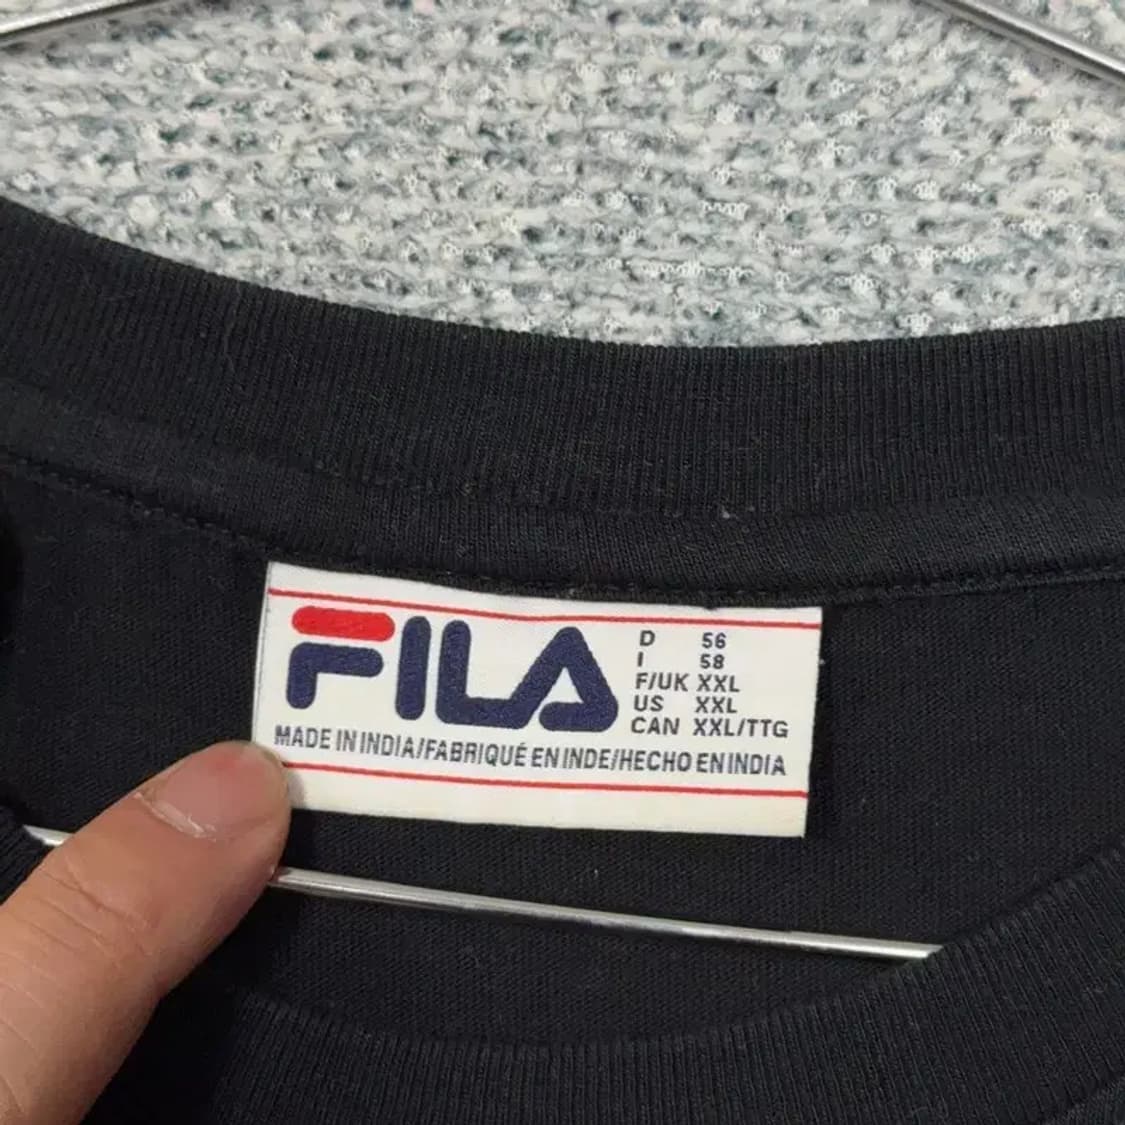 FILA
D 56
I 58
F/UK XXL
US XXL
CAN XXL/TTG
MADE IN INDIA/FABRIQUÉ EN INDE/HECHO EN INDIA